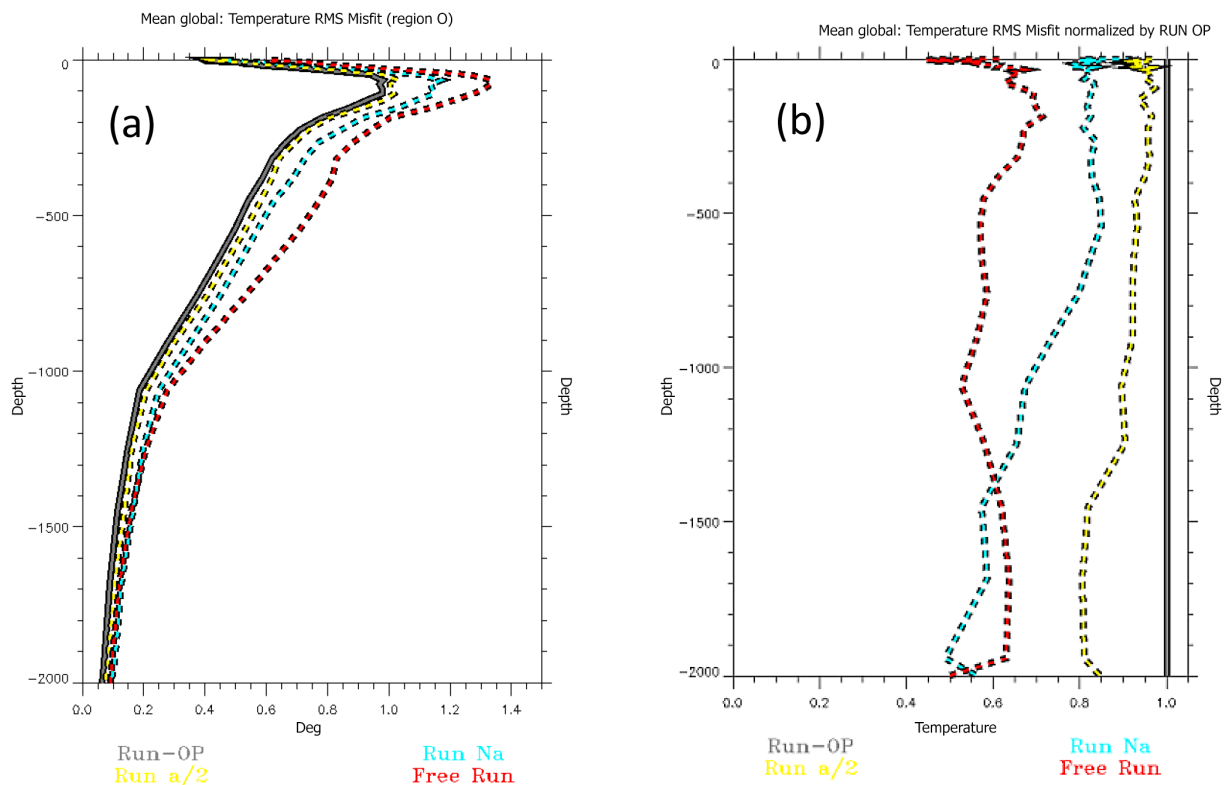 Mean global: Temperature RMS Misfit (region O)
(a)
0
−500
−1000
−1500
−2000
Depth
Depth
0.0 0.2 0.4 0.6 0.8 1.0 1.2 1.4
Deg
Run−OP
Run Na
Run a/2
Free Run
Mean global: Temperature RMS Misfit normalized by RUN OP
(b)
0
−500
−1000
−1500
−2000
Depth
Depth
0.0 0.2 0.4 0.6 0.8 1.0
Temperature
Run−OP
Run Na
Run a/2
Free Run